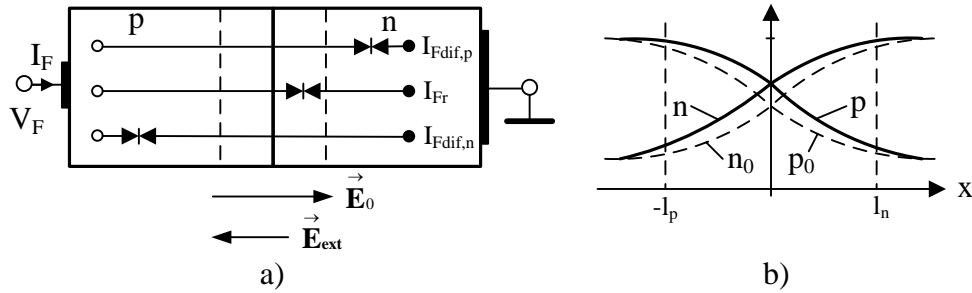 p
n
I_Fdif,p
I_F
I_Fr
V_F
I_Fdif,n
E_0
E_ext
a)
n
p
n_0
p_0
-l_p
l_n
x
b)